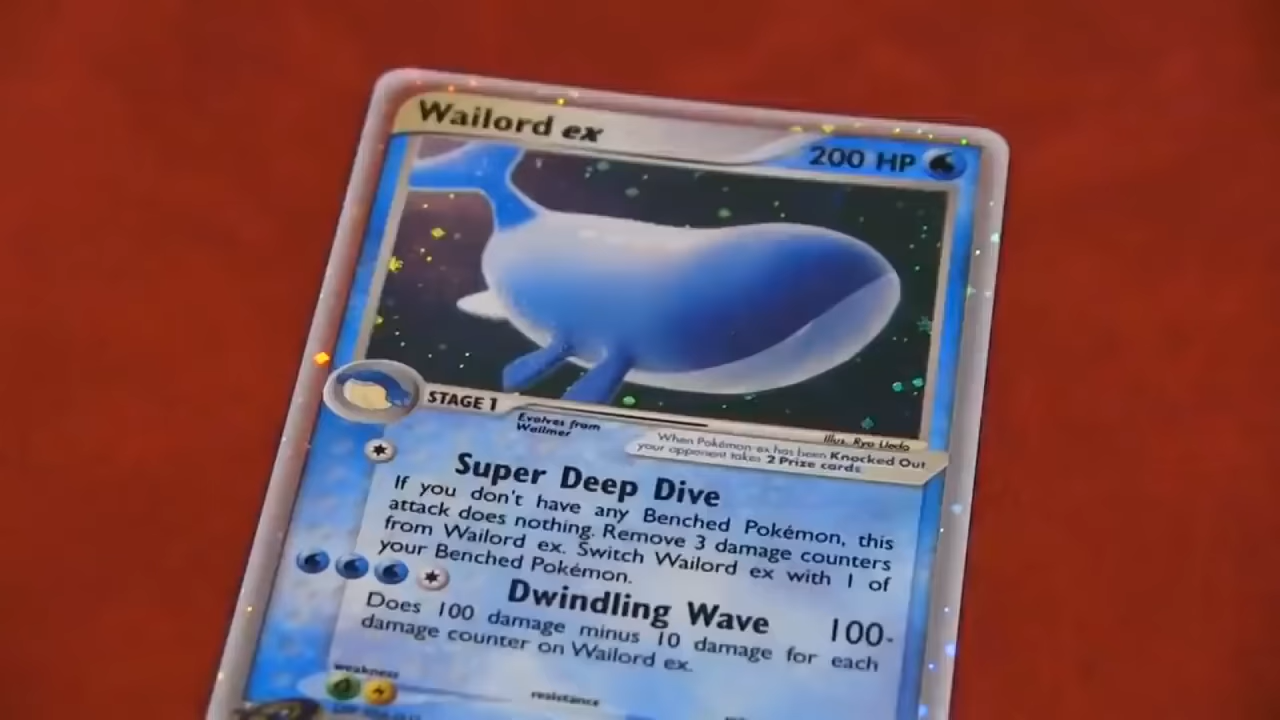 Wailord ex
200 HP
STAGE 1
Evolves from
Wailmer
Illus. Ryo Ueda
When Pokémon-ex has been Knocked Out
your opponent takes 2 Prize cards.
Super Deep Dive
If you don't have any Benched Pokémon, this
attack does nothing. Remove 3 damage counters
from Wailord ex. Switch Wailord ex with 1 of
your Benched Pokémon.
Dwindling Wave 100-
Does 100 damage minus 10 damage for each
damage counter on Wailord ex.
weakness
resistance